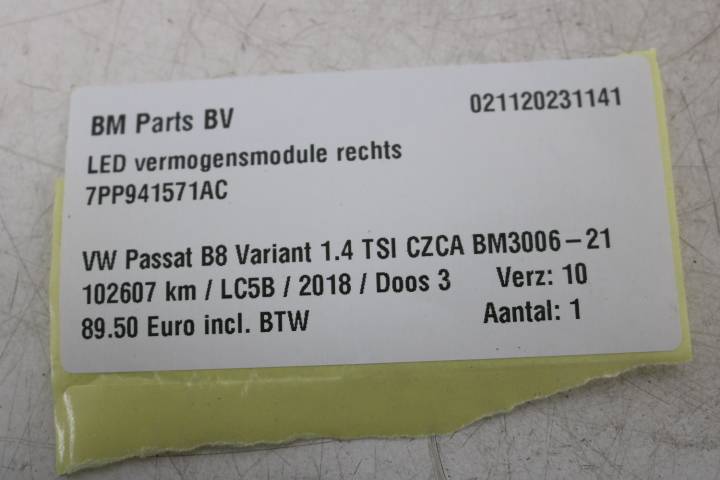 BM Parts BV 021120231141
LED vermogensmodule rechts
7PP941571AC
VW Passat B8 Variant 1.4 TSI CZCA BM3006-21
102607 km / LC5B / 2018 / Doos 3 Verz: 10
89.50 Euro incl. BTW Aantal: 1